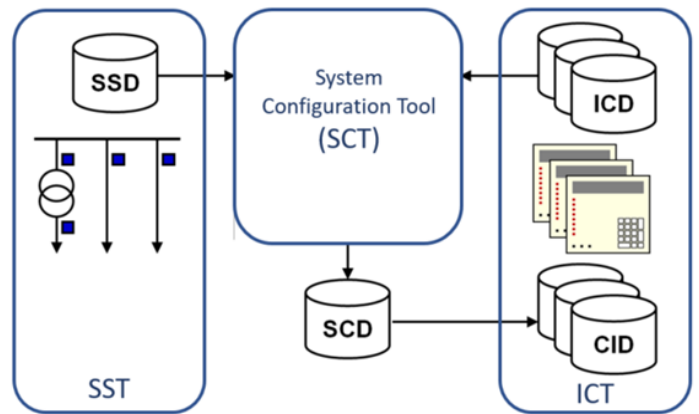 SSD
System
Configuration Tool
(SCT)
ICD
SCD
CID
SST
ICT